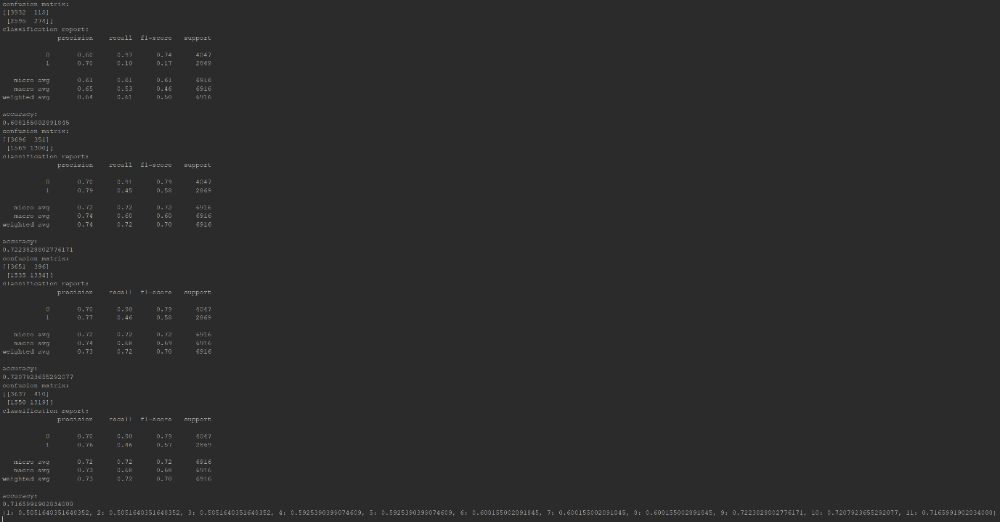 confusion matrix:
[[3932 115]
[2595 274]]
classification report:
precision recall f1-score support
0 0.60 0.97 0.74 4047
1 0.70 0.10 0.17 2869
micro avg 0.61 0.61 0.61 6916
macro avg 0.65 0.53 0.46 6916
weighted avg 0.64 0.61 0.50 6916
accuracy:
0.608155002891845
confusion matrix:
[[3696 351]
[1569 1300]]
classification report:
precision recall f1-score support
0 0.70 0.91 0.79 4047
1 0.79 0.45 0.58 2869
micro avg 0.72 0.72 0.72 6916
macro avg 0.74 0.68 0.68 6916
weighted avg 0.74 0.72 0.70 6916
accuracy:
0.7223828802776171
confusion matrix:
[[3651 396]
[1535 1334]]
classification report:
precision recall f1-score support
0 0.70 0.90 0.79 4047
1 0.77 0.46 0.58 2869
micro avg 0.72 0.72 0.72 6916
macro avg 0.74 0.68 0.69 6916
weighted avg 0.73 0.72 0.70 6916
accuracy:
0.7207923655292077
confusion matrix:
[[3637 410]
[1550 1319]]
classification report:
precision recall f1-score support
0 0.70 0.90 0.79 4047
1 0.76 0.46 0.57 2869
micro avg 0.72 0.72 0.72 6916
macro avg 0.73 0.68 0.68 6916
weighted avg 0.73 0.72 0.70 6916
accuracy:
0.7165991902834008
{1: 0.5851648351648352, 2: 0.5851648351648352, 3: 0.5851648351648352, 4: 0.5925390399074609, 5: 0.5925390399074609, 6: 0.608155002891845, 7: 0.608155002891845, 8: 0.608155002891845, 9: 0.7223828802776171, 10: 0.7207923655292077, 11: 0.7165991902834008}